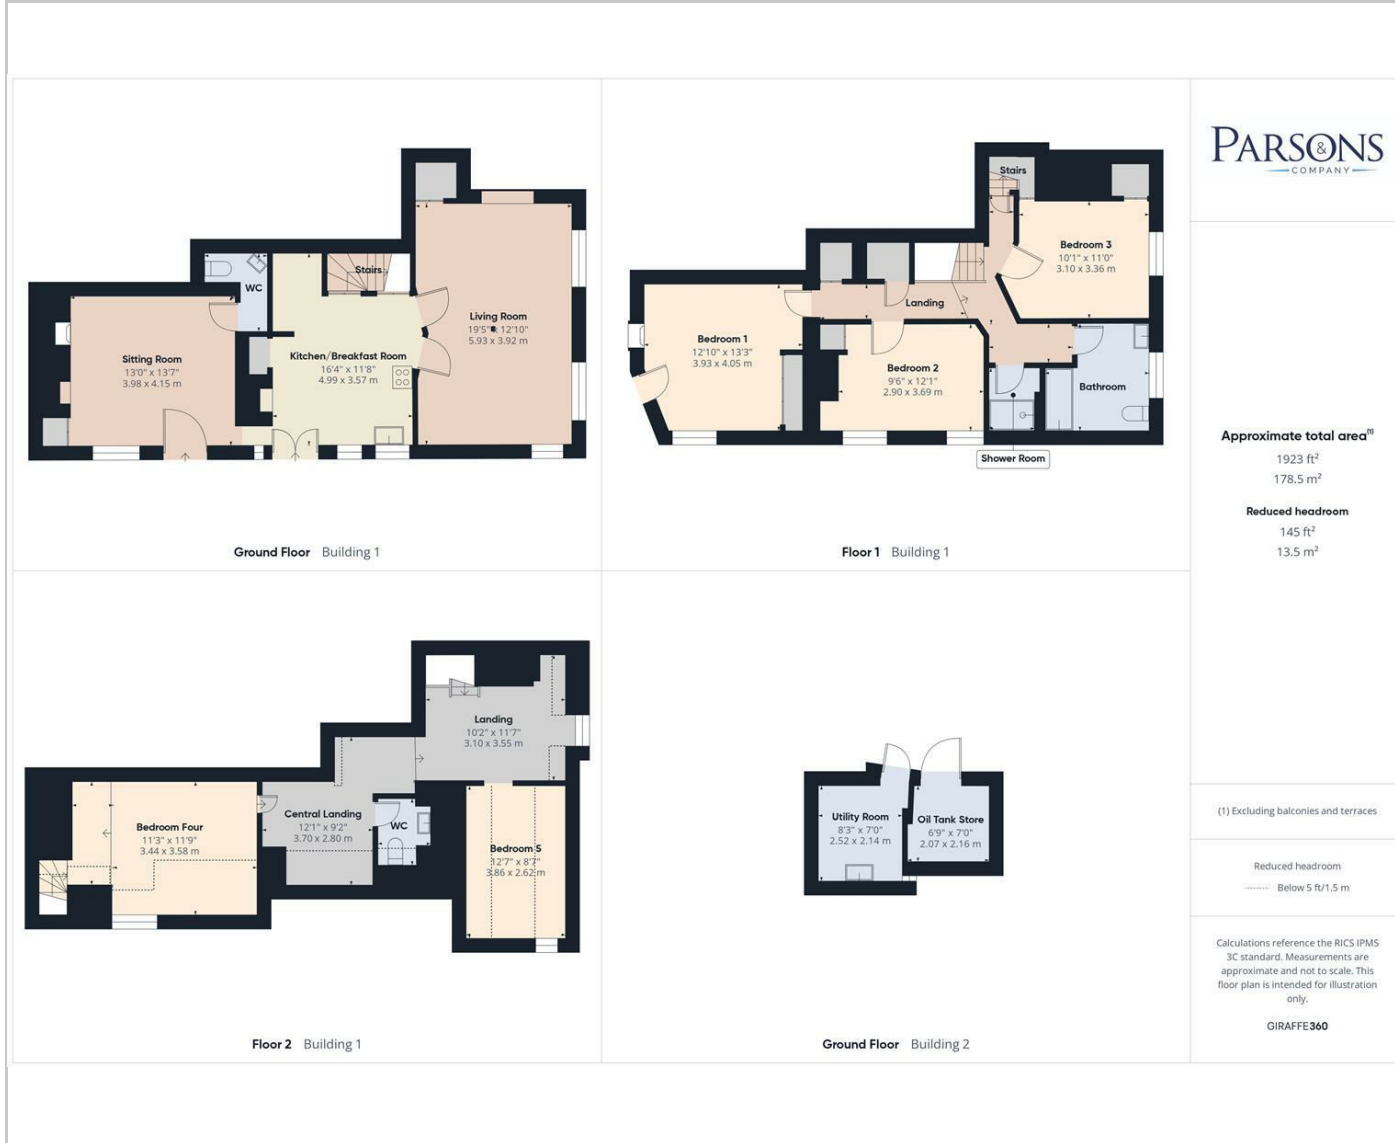 Stairs
WC
Living Room
19'5" x 12'10"
5.93 x 3.92 m
Sitting Room
13'0" x 13'7"
3.98 x 4.15 m
Kitchen/Breakfast Room
16'4" x 11'8"
4.99 x 3.57 m
Ground Floor Building 1
Stairs
Bedroom 3
10'1" x 11'0"
3.10 x 3.36 m
Landing
Bedroom 1
12'10" x 13'3"
3.93 x 4.05 m
Bedroom 2
9'6" x 12'1"
2.90 x 3.69 m
Bathroom
Shower Room
Floor 1 Building 1
Landing
10'2" x 11'7"
3.10 x 3.55 m
Central Landing
12'1" x 9'2"
3.70 x 2.80 m
WC
Bedroom Four
11'3" x 11'9"
3.44 x 3.58 m
Bedroom 5
12'7" x 8'7"
3.86 x 2.62 m
Floor 2 Building 1
Utility Room
8'3" x 7'0"
2.52 x 2.14 m
Oil Tank Store
6'9" x 7'0"
2.07 x 2.16 m
Ground Floor Building 2
PARSONS &
COMPANY
Approximate total area(1)
1923 ft²
178.5 m²
Reduced headroom
145 ft²
13.5 m²
(1) Excluding balconies and terraces
Reduced headroom
Below 5 ft/1.5 m
Calculations reference the RICS IPMS
3C standard. Measurements are
approximate and not to scale. This
floor plan is intended for illustration
only.
GIRAFFE360